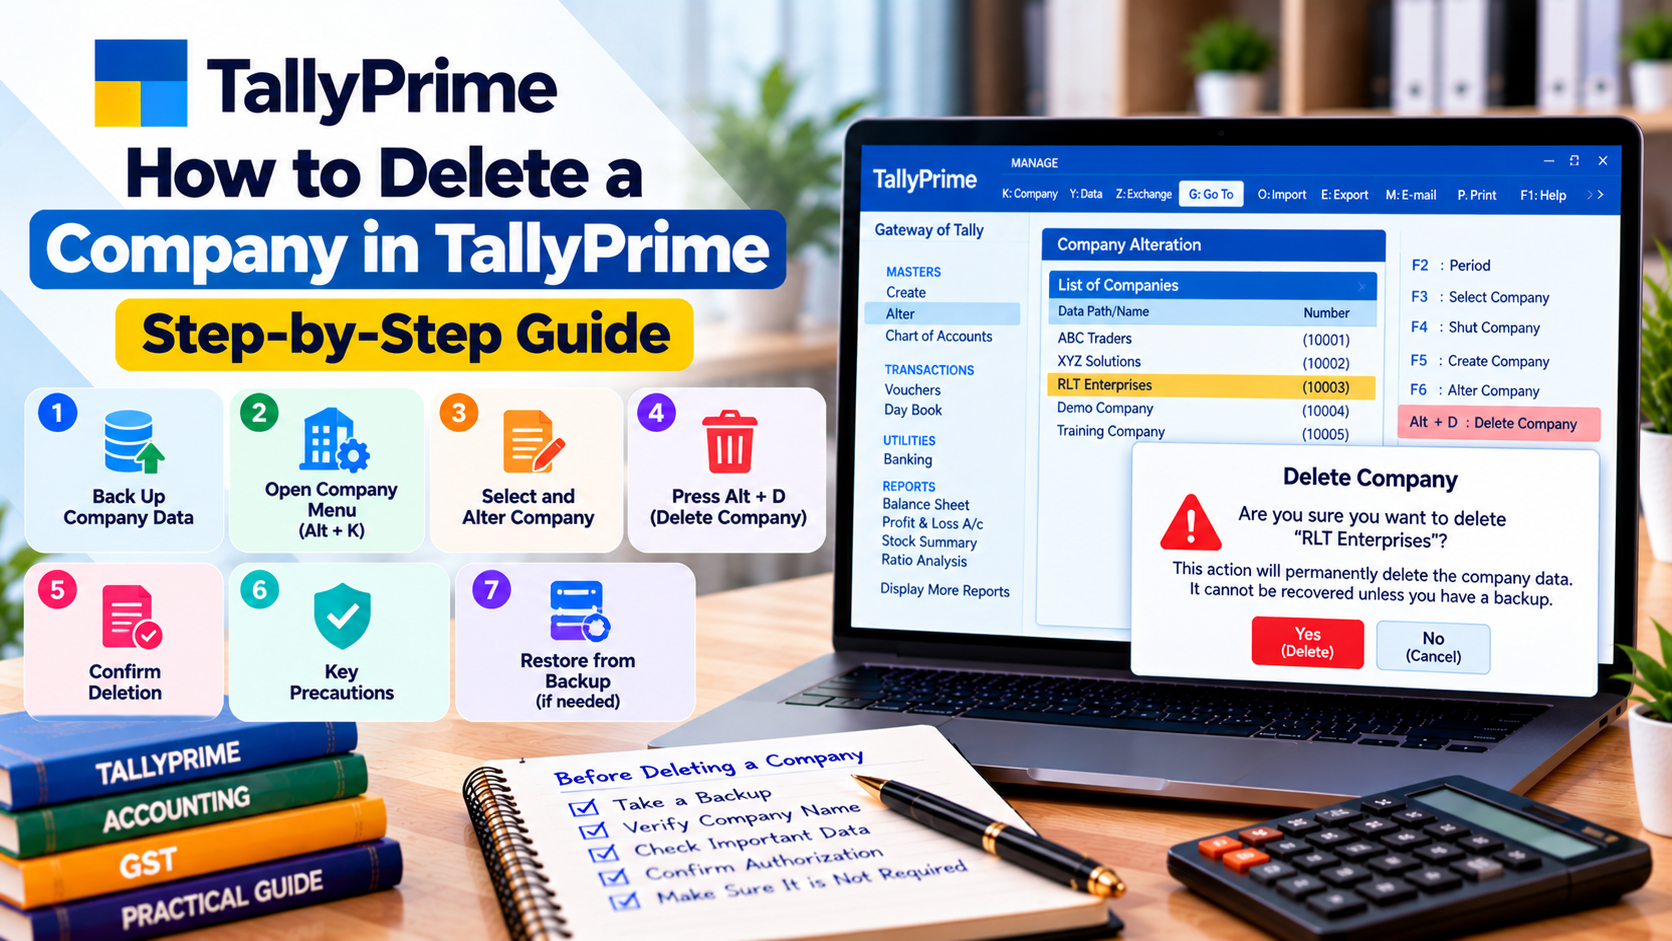 TallyPrime
How to Delete a
Company in TallyPrime
Step-by-Step Guide
1
Back Up
Company Data
2
Open Company
Menu
(Alt + K)
3
Select and
Alter Company
4
Press Alt + D
(Delete Company)
5
Confirm
Deletion
6
Key
Precautions
7
Restore from
Backup
(if needed)
TALLYPRIME
ACCOUNTING
GST
PRACTICAL GUIDE
Before Deleting a Company
Take a Backup
Verify Company Name
Check Important Data
Confirm Authorization
Make Sure It is Not Required
TallyPrime
MANAGE
K: Company Y: Data Z: Exchange G: Go To O: Import E: Export M: E-mail P. Print F1: Help
Gateway of Tally
MASTERS
Create
Alter
Chart of Accounts
TRANSACTIONS
Vouchers
Day Book
UTILITIES
Banking
REPORTS
Balance Sheet
Profit & Loss A/c
Stock Summary
Ratio Analysis
Display More Reports
Company Alteration
List of Companies
Data Path/Name Number
ABC Traders (10001)
XYZ Solutions (10002)
RLT Enterprises (10003)
Demo Company (10004)
Training Company (10005)
F2 : Period
F3 : Select Company
F4 : Shut Company
F5 : Create Company
F6 : Alter Company
Alt + D : Delete Company
Delete Company
Are you sure you want to delete
“RLT Enterprises”?
This action will permanently delete the company data.
It cannot be recovered unless you have a backup.
Yes
(Delete)
No
(Cancel)